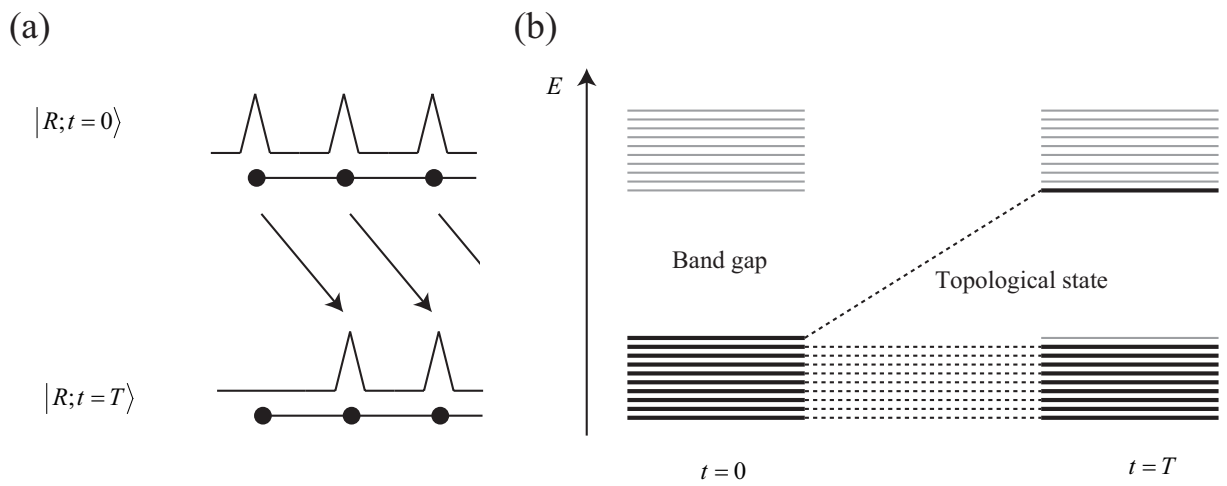 (a)
|R; t = 0⟩
|R; t = T⟩
(b)
E
Band gap
Topological state
t = 0
t = T